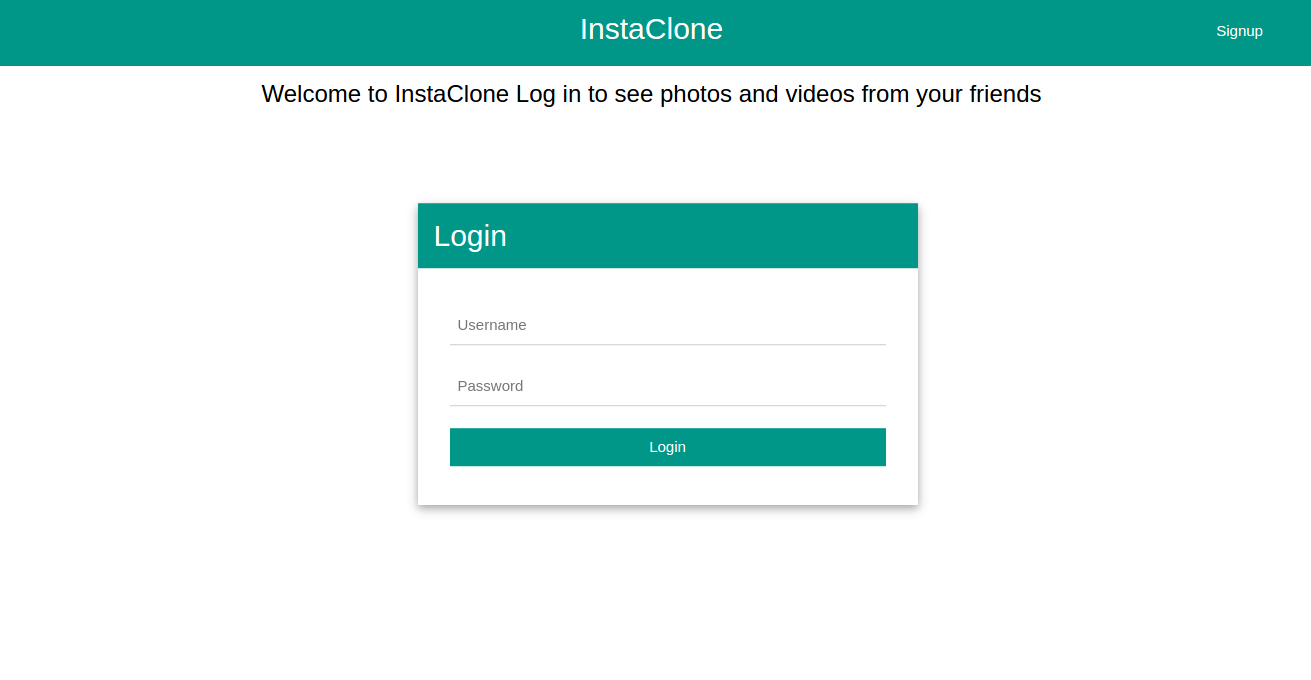 InstaClone
Signup
Welcome to InstaClone Log in to see photos and videos from your friends
Login
Username
Password
Login